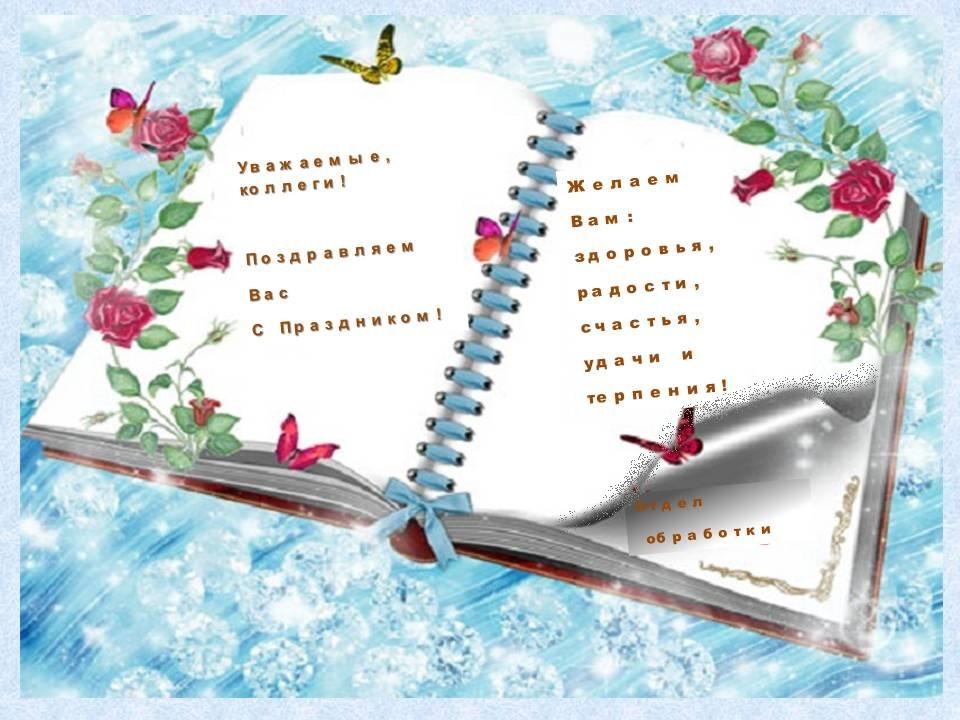 Уважаемые,
коллеги!
Поздравляем
Вас
С Праздником!
Желаем
Вам:
здоровья,
радости,
счастья,
удачи и
терпения!
Отдел
обработки